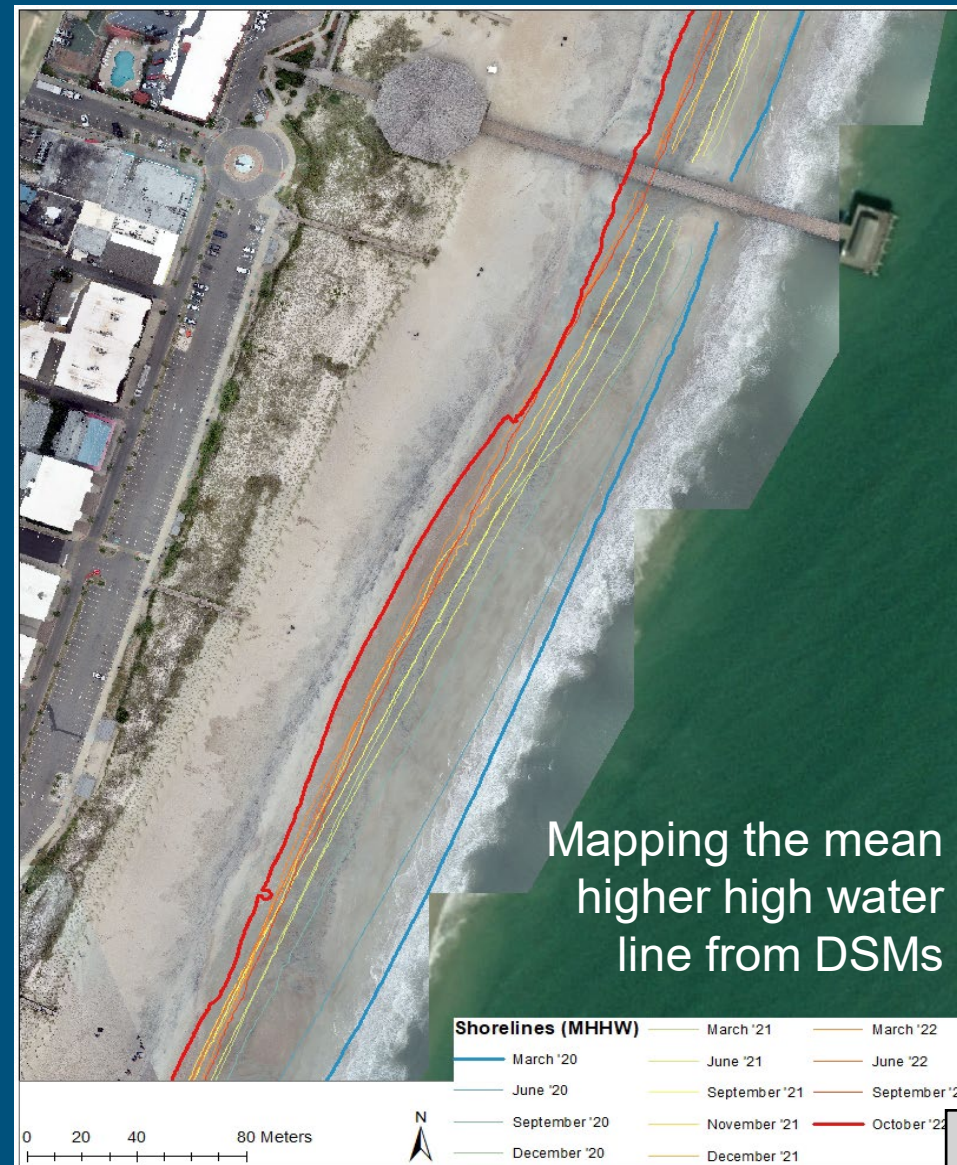 Mapping the mean
higher high water
line from DSMs
Shorelines (MHHW)
March '20
June '20
September '20
December '20
March '21
June '21
September '21
November '21
December '21
March '22
June '22
September '2
October '22
N
0 20 40 80 Meters